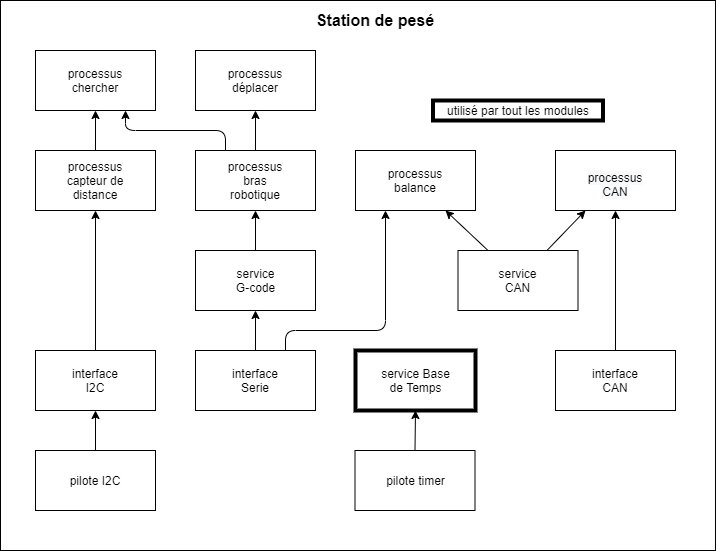 Station de pesé
processus
chercher
processus
déplacer
utilisé par tout les modules
processus
capteur de
distance
processus
bras
robotique
processus
balance
processus
CAN
service
G-code
service
CAN
interface
I2C
interface
Serie
service Base
de Temps
interface
CAN
pilote I2C
pilote timer